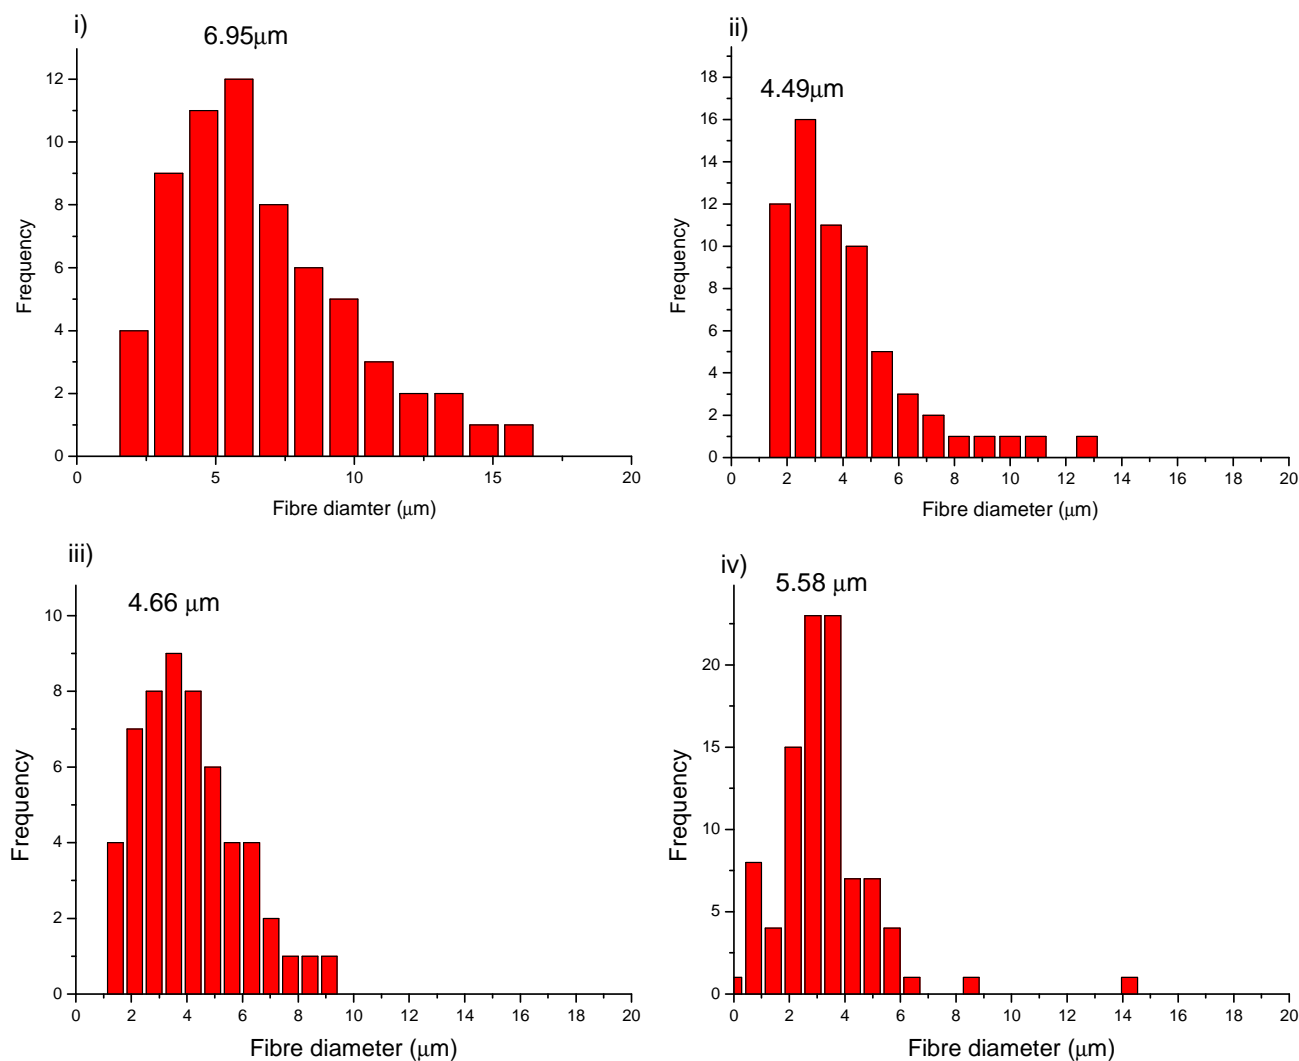 i)
6.95μm
12
10
8
6
4
2
0
Frequency
0 5 10 15 20
Fibre diamter (μm)
ii)
4.49μm
18
16
14
12
10
8
6
4
2
0
Frequency
0 2 4 6 8 10 12 14 16 18 20
Fibre diameter (μm)
iii)
4.66 μm
10
8
6
4
2
0
Frequency
0 2 4 6 8 10 12 14 16 18 20
Fibre diameter (μm)
iv)
5.58 μm
20
15
10
5
0
Frequency
0 2 4 6 8 10 12 14 16 18 20
Fibre diameter (μm)